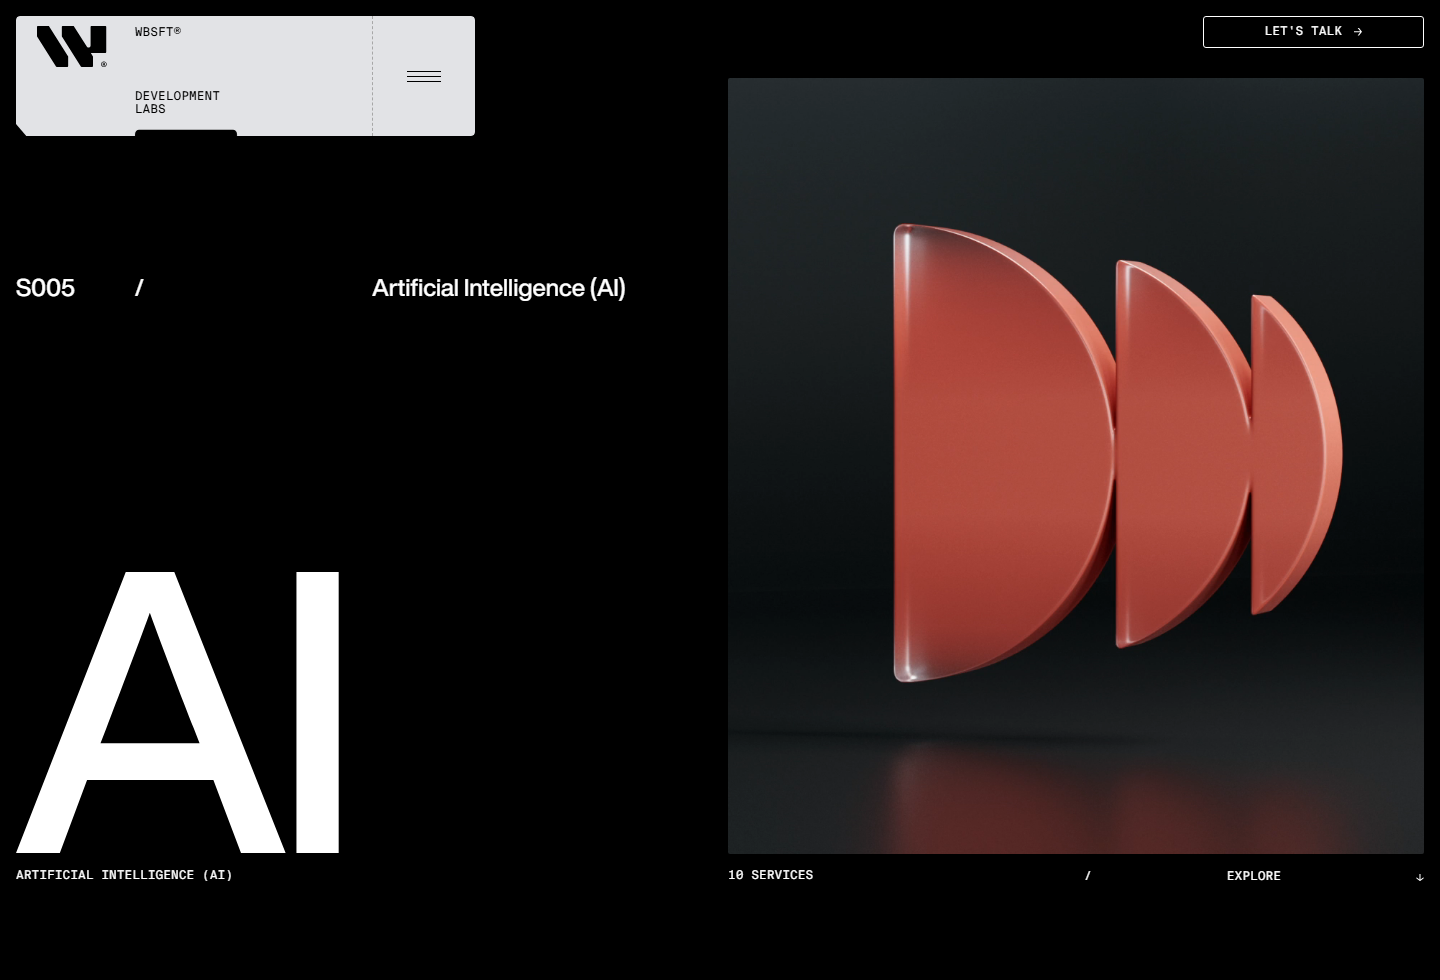 WBSFT®
DEVELOPMENT
LABS
LET'S TALK →
S005 / Artificial Intelligence (AI)
AI
ARTIFICIAL INTELLIGENCE (AI)
10 SERVICES / EXPLORE ↓